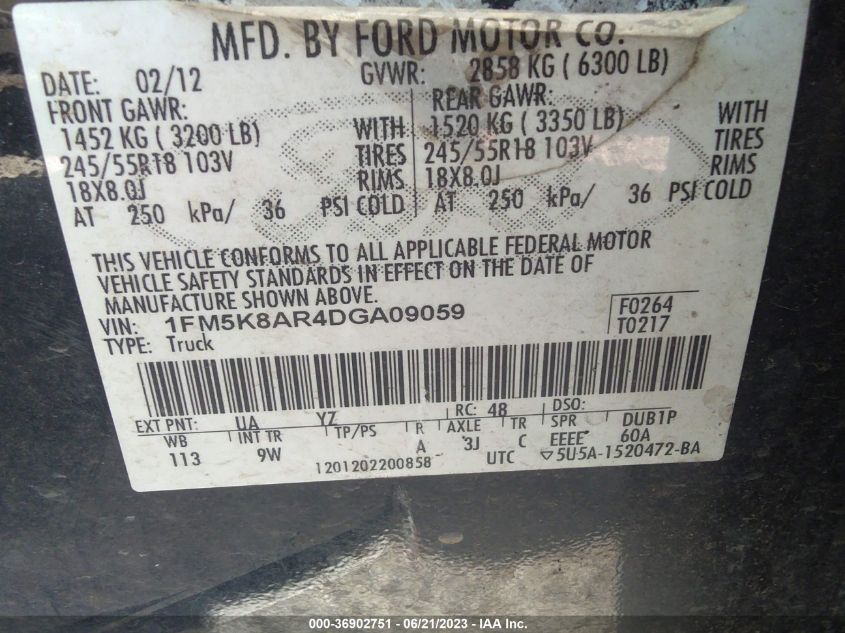 MFD. BY FORD MOTOR CO.
DATE: 02/12 GVWR: 2858 KG ( 6300 LB)
FRONT GAWR: REAR GAWR:
1452 KG ( 3200 LB) WITH 1520 KG ( 3350 LB) WITH
245/55R18 103V TIRES 245/55R18 103V TIRES
18X8.0J RIMS 18X8.0J RIMS
AT 250 kPa/ 36 PSI COLD AT 250 kPa/ 36 PSI COLD
THIS VEHICLE CONFORMS TO ALL APPLICABLE FEDERAL MOTOR
VEHICLE SAFETY STANDARDS IN EFFECT ON THE DATE OF
MANUFACTURE SHOWN ABOVE.
VIN: 1FM5K8AR4DGA09059 F0264
TYPE: Truck T0217
EXT PNT: UA YZ RC: 48 DSO:
WB INT TR TP/PS R AXLE TR SPR DUB1P
113 9W A 3J C EEEE 60A
1201202200858 UTC ▽5U5A-1520472-BA
000-36902751 - 06/21/2023 - IAA Inc.